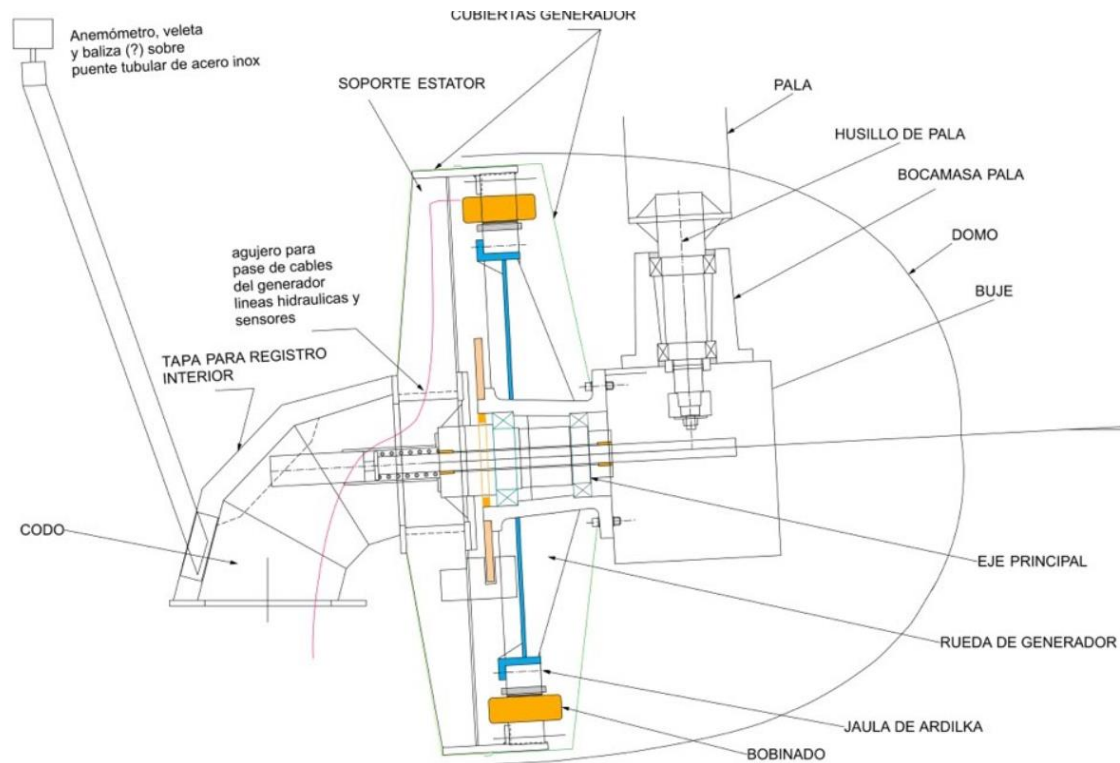 CUBIERTAS GENERADOR
Anemómetro, veleta
y baliza (?) sobre
puente tubular de acero inox
SOPORTE ESTATOR
PALA
HUSILLO DE PALA
BOCAMASA PALA
DOMO
BUJE
agujero para
pase de cables
del generador
lineas hidraulicas y
sensores
TAPA PARA REGISTRO
INTERIOR
CODO
EJE PRINCIPAL
RUEDA DE GENERADOR
JAULA DE ARDILKA
BOBINADO